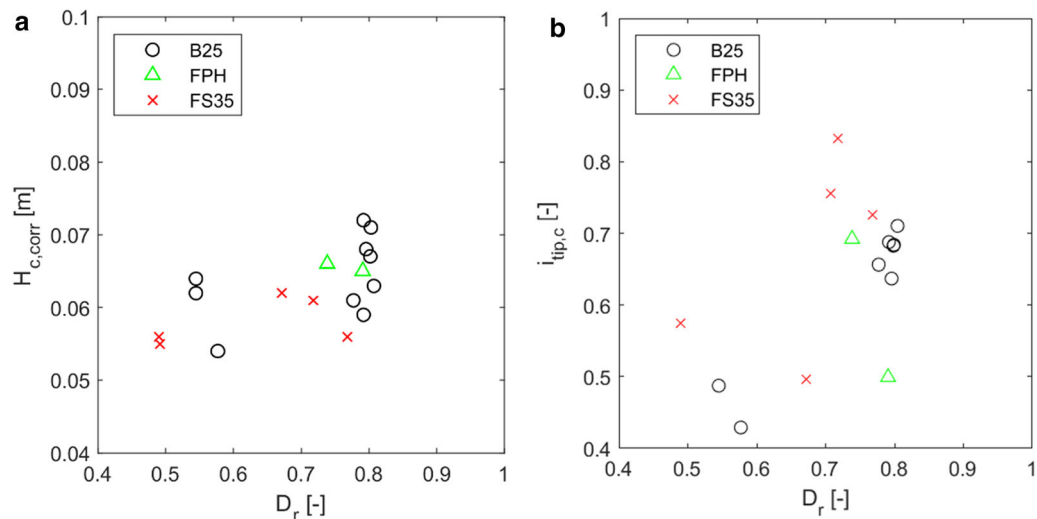 a
H_c,corr [m]
0.1
0.09
0.08
0.07
0.06
0.05
0.04
B25
FPH
FS35
0.4 0.5 0.6 0.7 0.8 0.9 1
D_r [-]
b
i_tip,c [-]
1
0.9
0.8
0.7
0.6
0.5
0.4
B25
FPH
FS35
0.4 0.5 0.6 0.7 0.8 0.9 1
D_r [-]